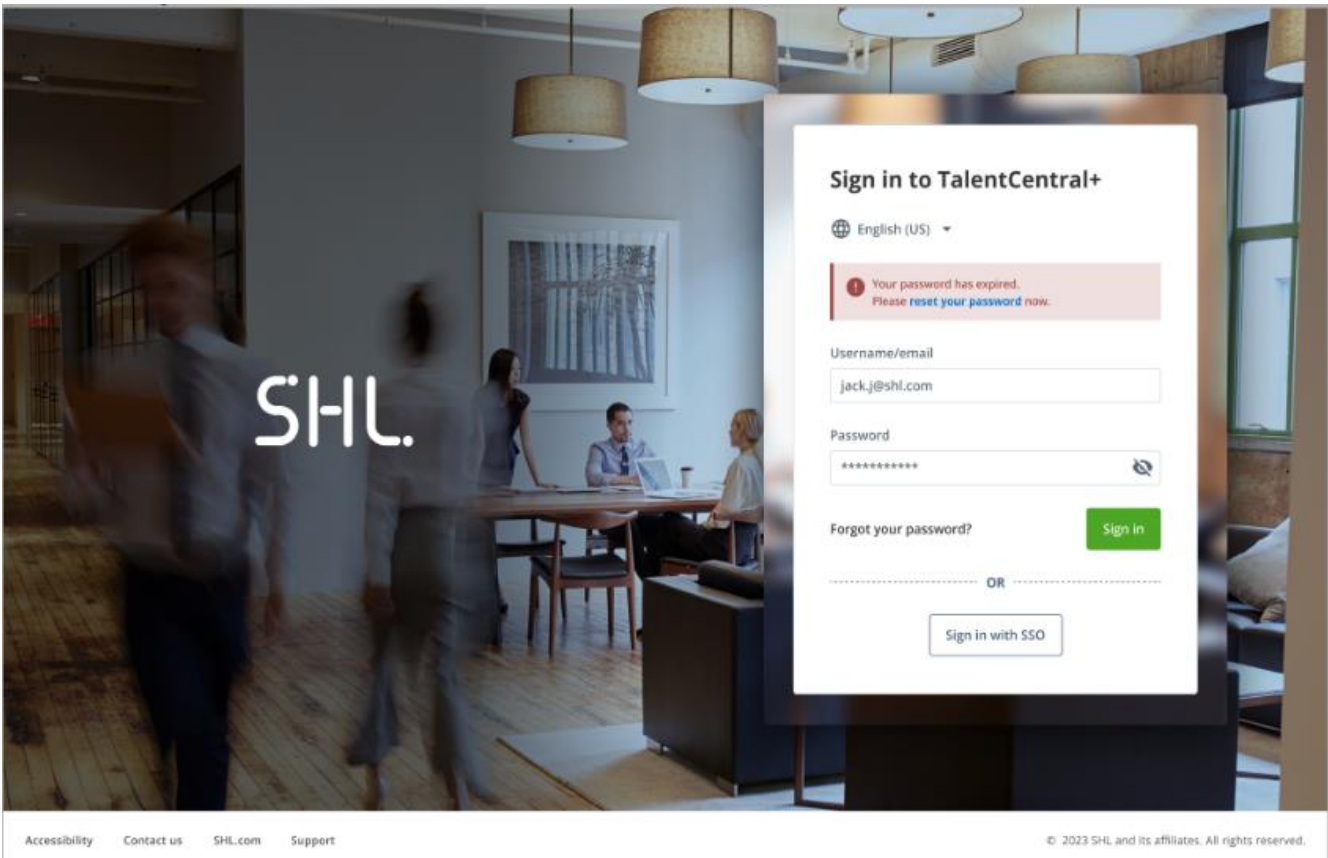 SHL.
Sign in to TalentCentral+
English (US)
Your password has expired.
Please reset your password now.
Username/email
jack.j@shl.com
Password
***********
Forgot your password?
Sign in
OR
Sign in with SSO
Accessibility
Contact us
SHL.com
Support
© 2023 SHL and its affiliates. All rights reserved.